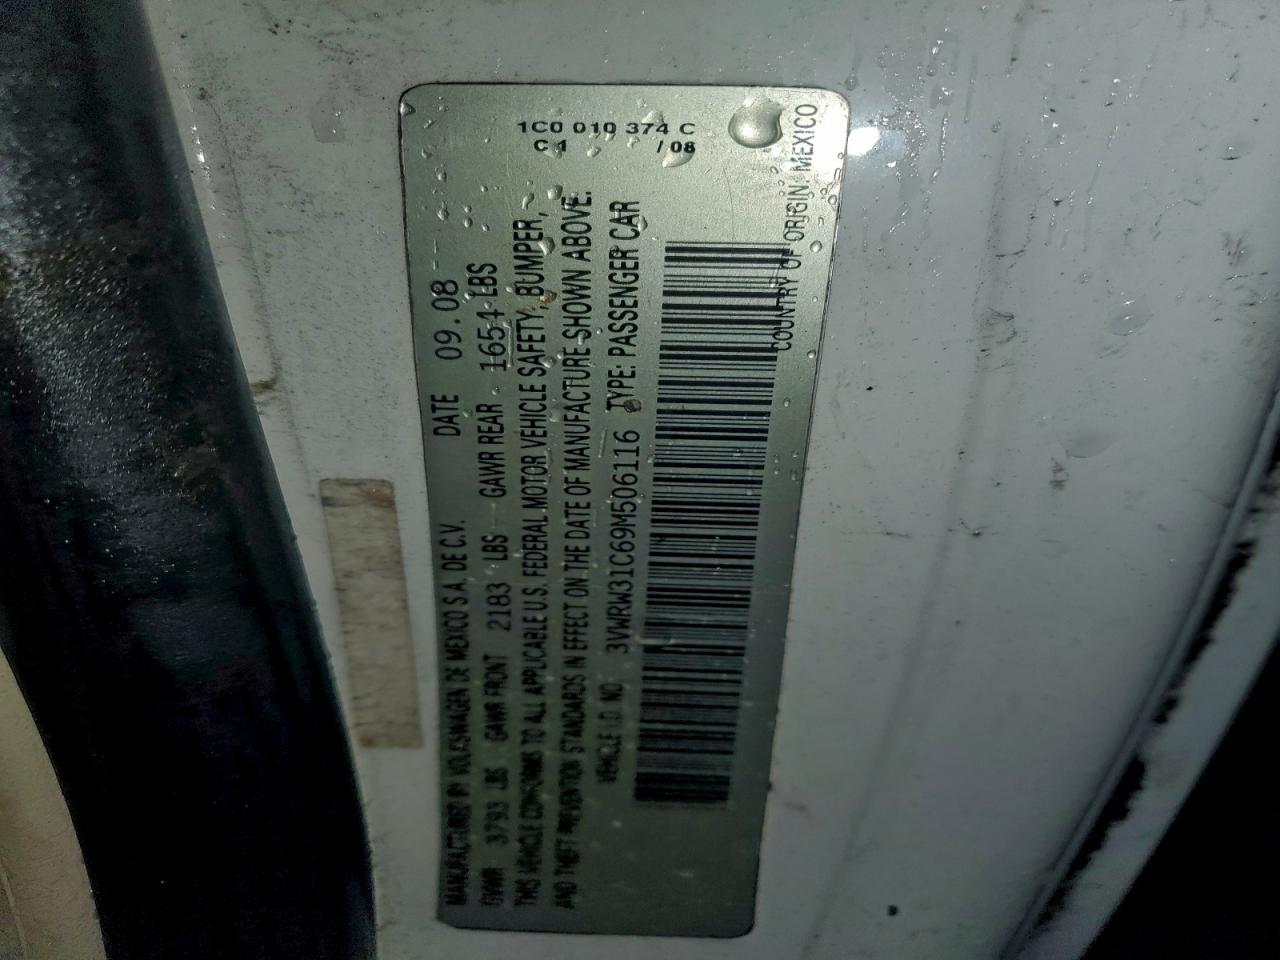 1C0 010 374 C
C 1 / 08
MANUFACTURED BY VOLKSWAGEN DE MEXICO S.A. DE C.V. DATE 09.08
GVWR 3793 LBS GAWR FRONT 2183 LBS GAWR REAR 1654 LBS
THIS VEHICLE CONFORMS TO ALL APPLICABLE U.S. FEDERAL MOTOR VEHICLE SAFETY, BUMPER,
AND THEFT PREVENTION STANDARDS IN EFFECT ON THE DATE OF MANUFACTURE SHOWN ABOVE.
VEHICLE I.D. NO: 3VWRW31C69M506116 TYPE: PASSENGER CAR
COUNTRY OF ORIGIN: MEXICO